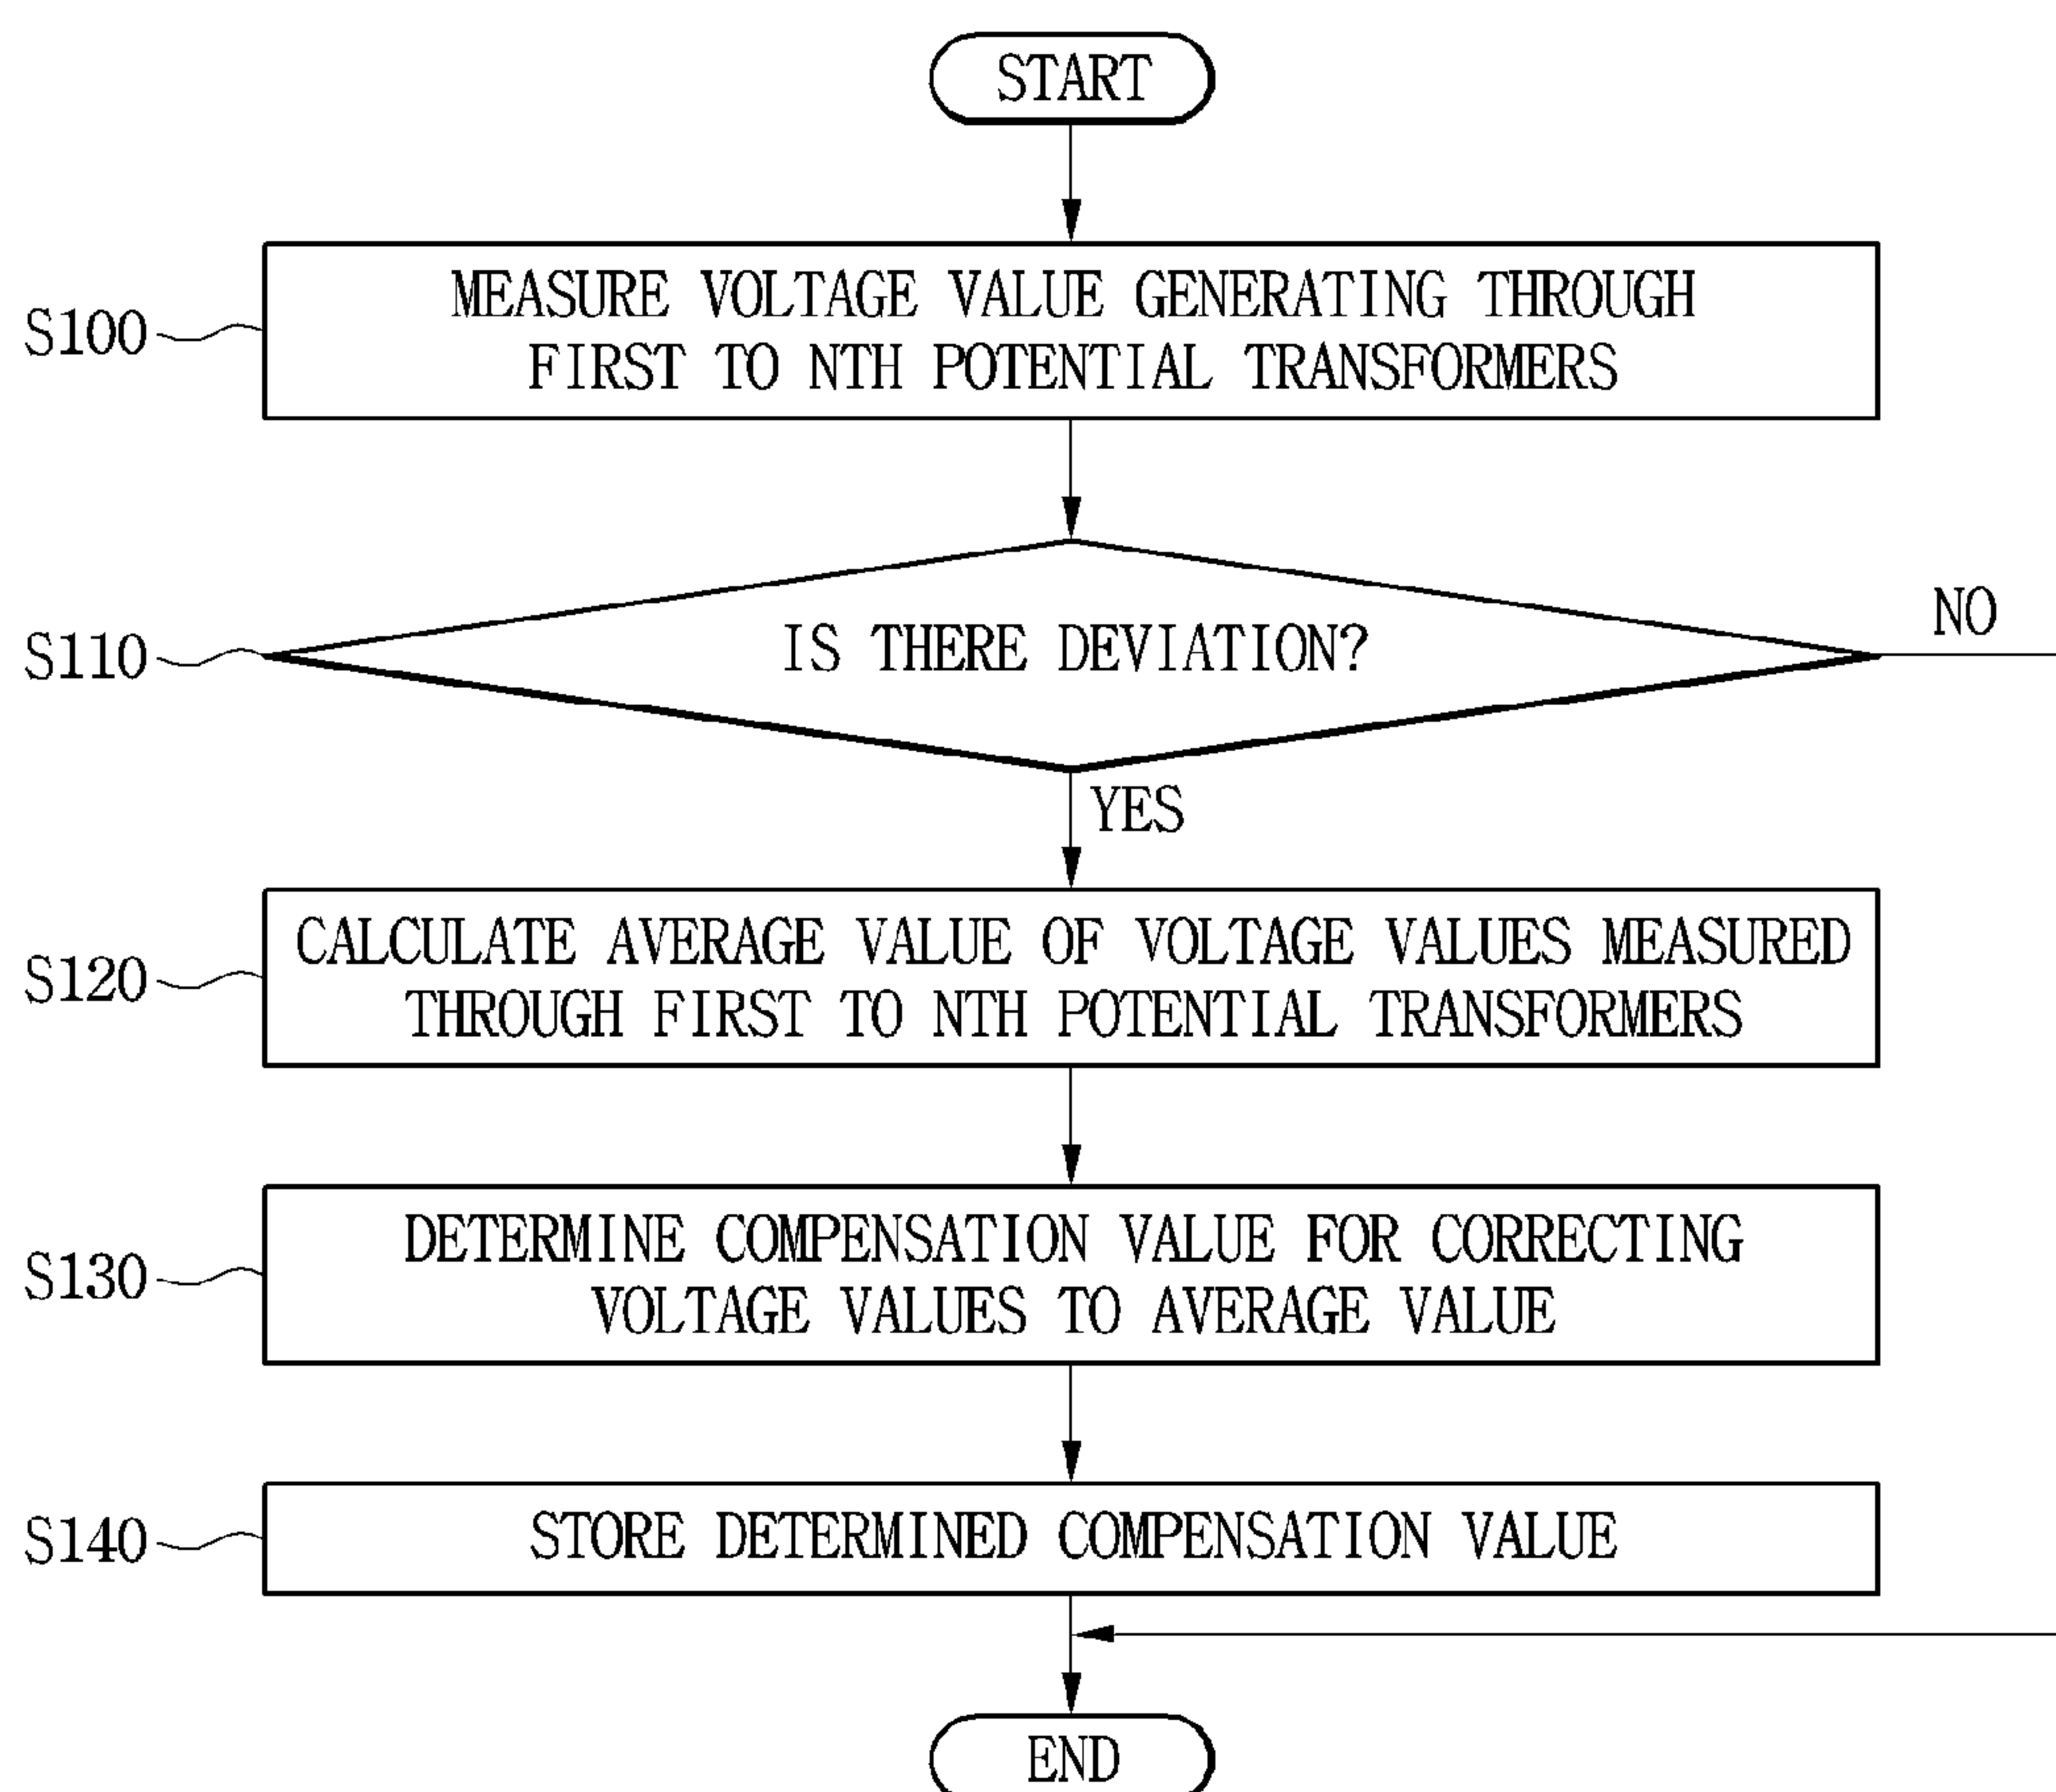 START
S100
MEASURE VOLTAGE VALUE GENERATING THROUGH
FIRST TO NTH POTENTIAL TRANSFORMERS
S110
IS THERE DEVIATION?
NO
YES
S120
CALCULATE AVERAGE VALUE OF VOLTAGE VALUES MEASURED
THROUGH FIRST TO NTH POTENTIAL TRANSFORMERS
S130
DETERMINE COMPENSATION VALUE FOR CORRECTING
VOLTAGE VALUES TO AVERAGE VALUE
S140
STORE DETERMINED COMPENSATION VALUE
END